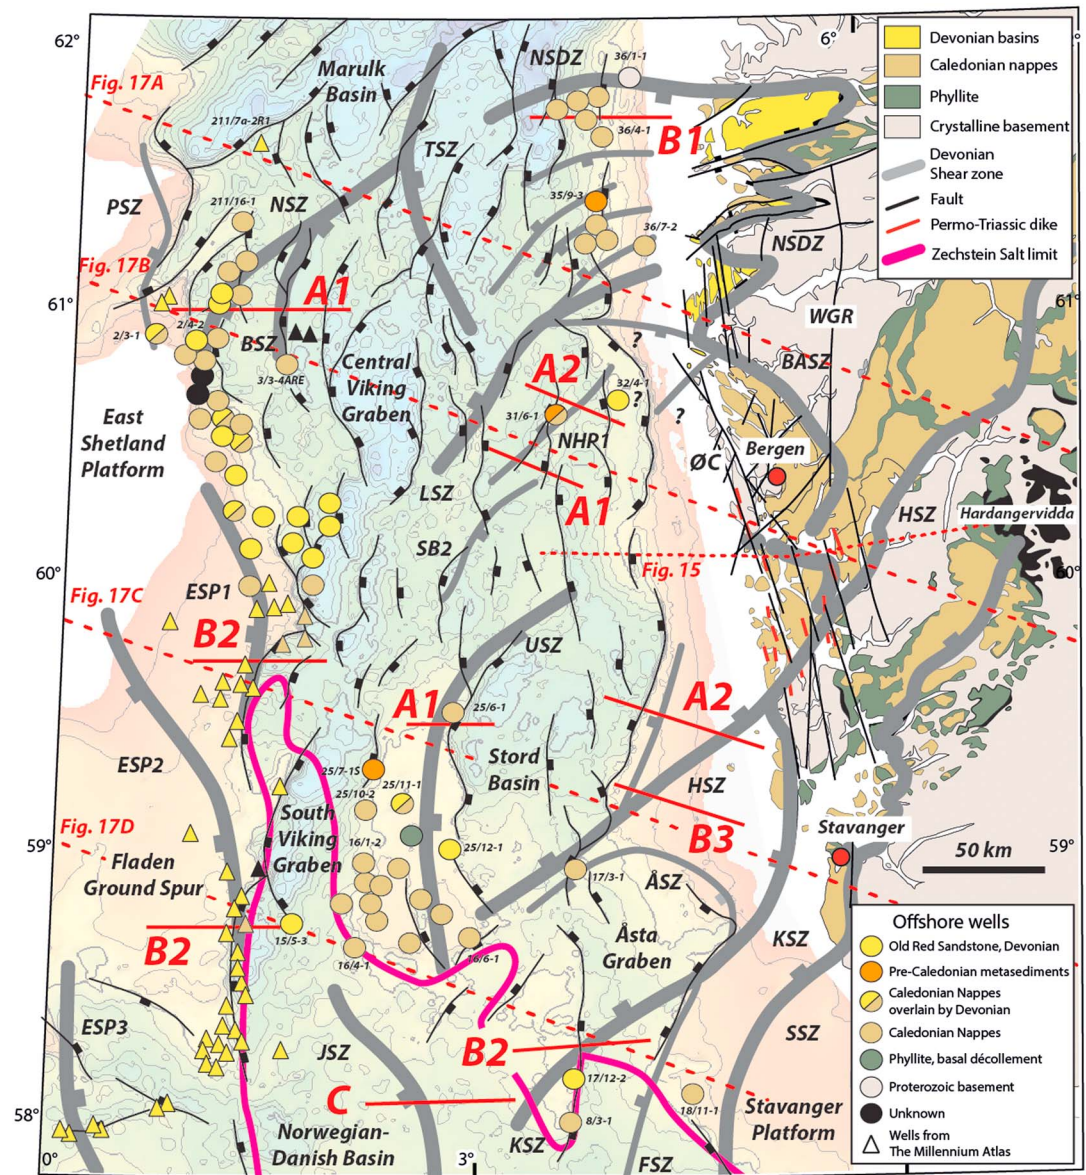 62°
6°
Fig. 17A
Marulk
Basin
NSDZ
36/1-1
211/7a-2R1
TSZ
36/4-1
B1
PSZ
211/16-1
NSZ
35/9-3
36/7-2
NSDZ
Fig. 17B
61°
A1
61°
2/3-1
2/4-2
BSZ
3/3-4ARE
Central
Viking
Graben
?
WGR
BASZ
A2
32/4-1
?
?
31/6-1
NHR1
East
Shetland
Platform
ØC
Bergen
A1
LSZ
HSZ
Hardangervidda
SB2
60°
Fig. 15
60°
Fig. 17C
ESP1
B2
USZ
A1
25/6-1
A2
ESP2
25/7-1S
25/10-2
25/11-1
Stord
Basin
HSZ
B3
Fig. 17D
59°
South
Viking
Graben
16/1-2
25/12-1
Stavanger
50 km
59°
Fladen
Ground Spur
17/3-1
ÅSZ
B2
15/5-3
16/4-1
16/6-1
Åsta
Graben
KSZ
ESP3
JSZ
B2
SSZ
C
17/12-2
18/11-1
58°
Norwegian-
Danish Basin
8/3-1
KSZ
FSZ
Stavanger
Platform
0°
3
Devonian basins
Caledonian nappes
Phyllite
Crystalline basement
Devonian
Shear zone
Fault
Permo-Triassic dike
Zechstein Salt limit
Offshore wells
Old Red Sandstone, Devonian
Pre-Caledonian metasediments
Caledonian Nappes
overlain by Devonian
Caledonian Nappes
Phyllite, basal décollement
Proterozoic basement
Unknown
Wells from
The Millennium Atlas